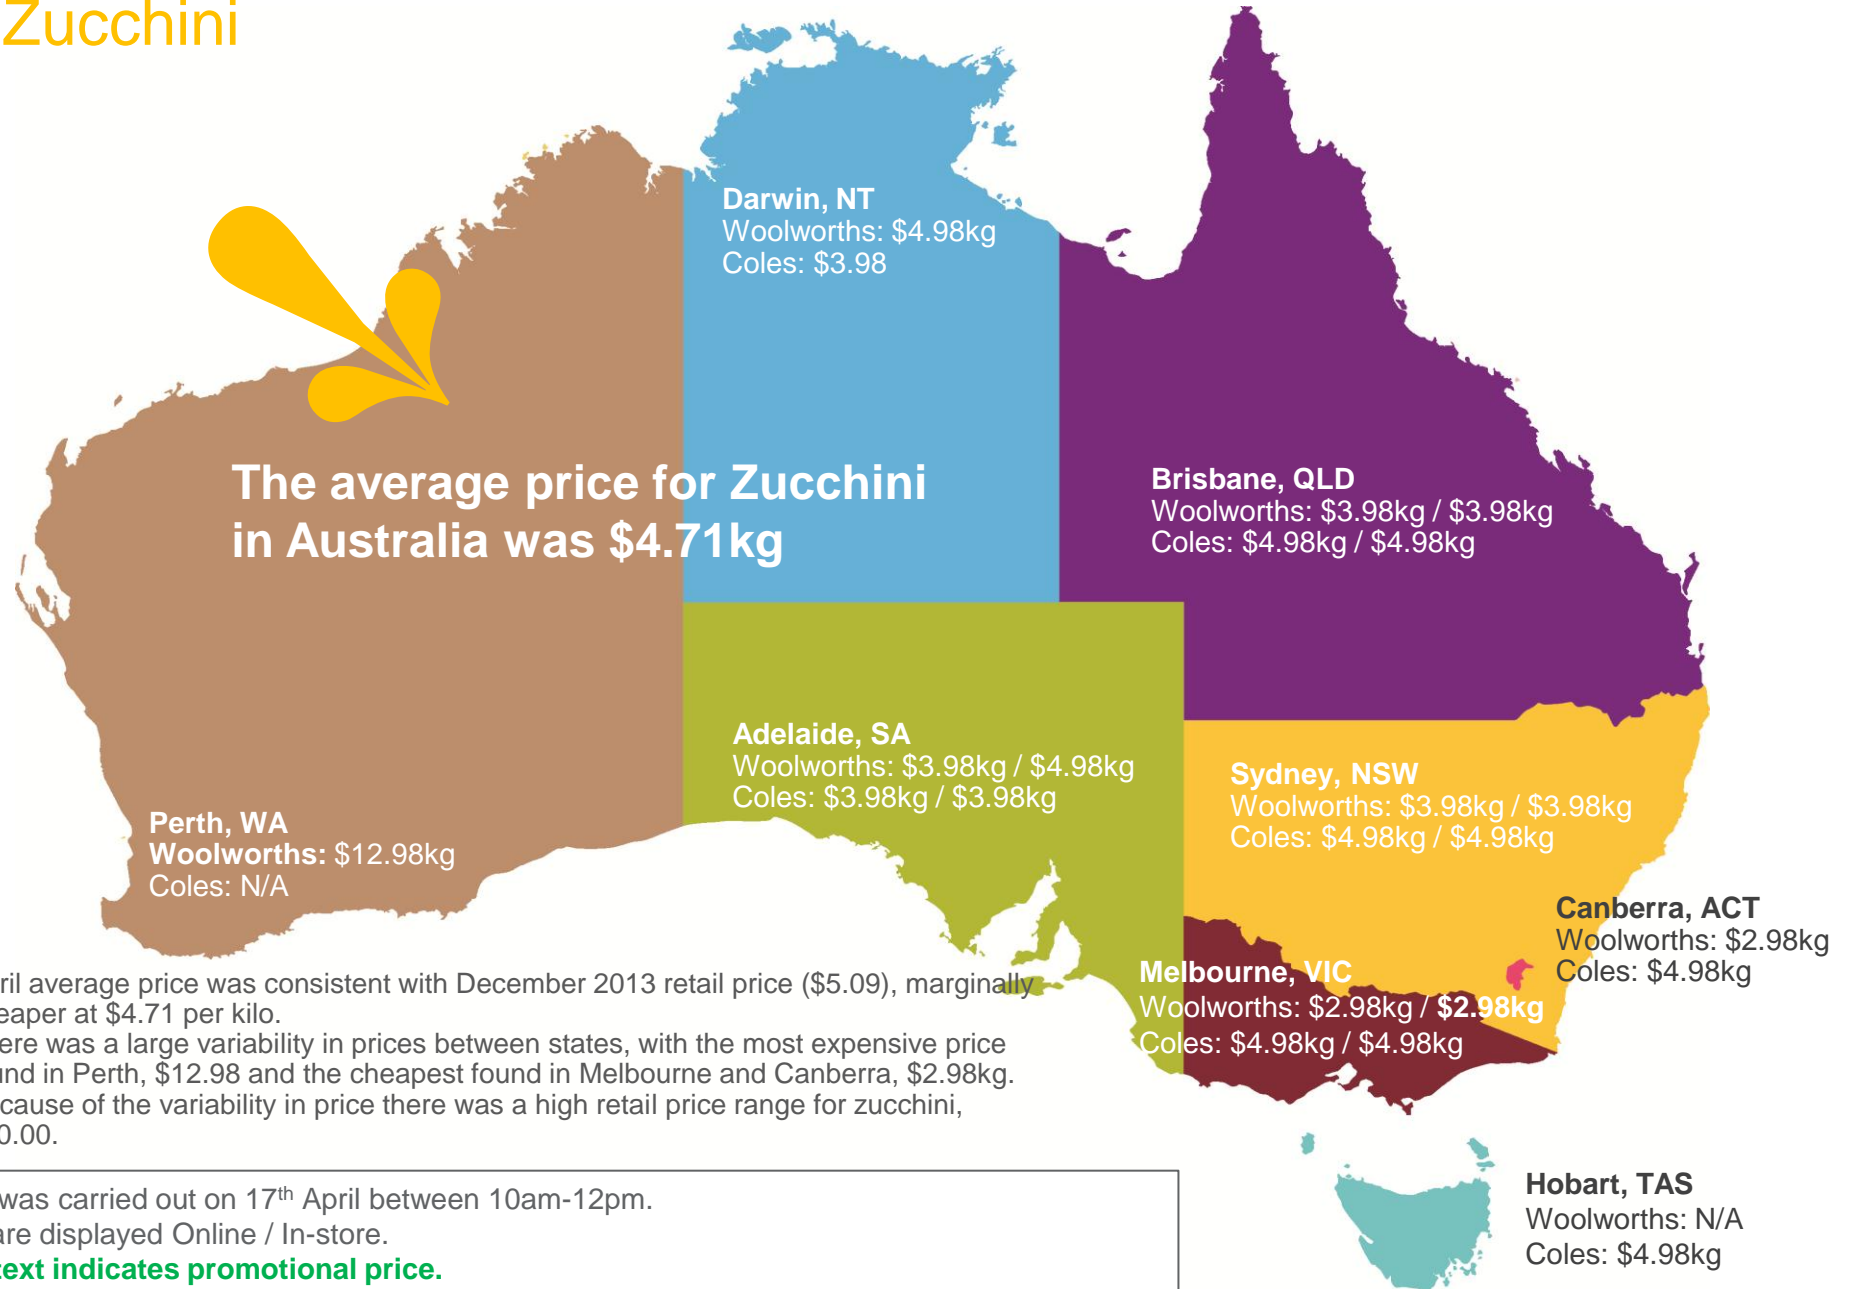 Zucchini
Darwin, NT
Woolworths: $4.98kg
Coles: $3.98
The average price for Zucchini
in Australia was $4.71kg
Brisbane, QLD
Woolworths: $3.98kg / $3.98kg
Coles: $4.98kg / $4.98kg
Adelaide, SA
Woolworths: $3.98kg / $4.98kg
Coles: $3.98kg / $3.98kg
Sydney, NSW
Woolworths: $3.98kg / $3.98kg
Coles: $4.98kg / $4.98kg
Perth, WA
Woolworths: $12.98kg
Coles: N/A
Canberra, ACT
Woolworths: $2.98kg
Coles: $4.98kg
Melbourne, VIC
Woolworths: $2.98kg / $2.98kg
Coles: $4.98kg / $4.98kg
ril average price was consistent with December 2013 retail price ($5.09), marginally
eaper at $4.71 per kilo.
ere was a large variability in prices between states, with the most expensive price
und in Perth, $12.98 and the cheapest found in Melbourne and Canberra, $2.98kg.
cause of the variability in price there was a high retail price range for zucchini,
0.00.
was carried out on 17th April between 10am-12pm.
are displayed Online / In-store.
text indicates promotional price.
Hobart, TAS
Woolworths: N/A
Coles: $4.98kg